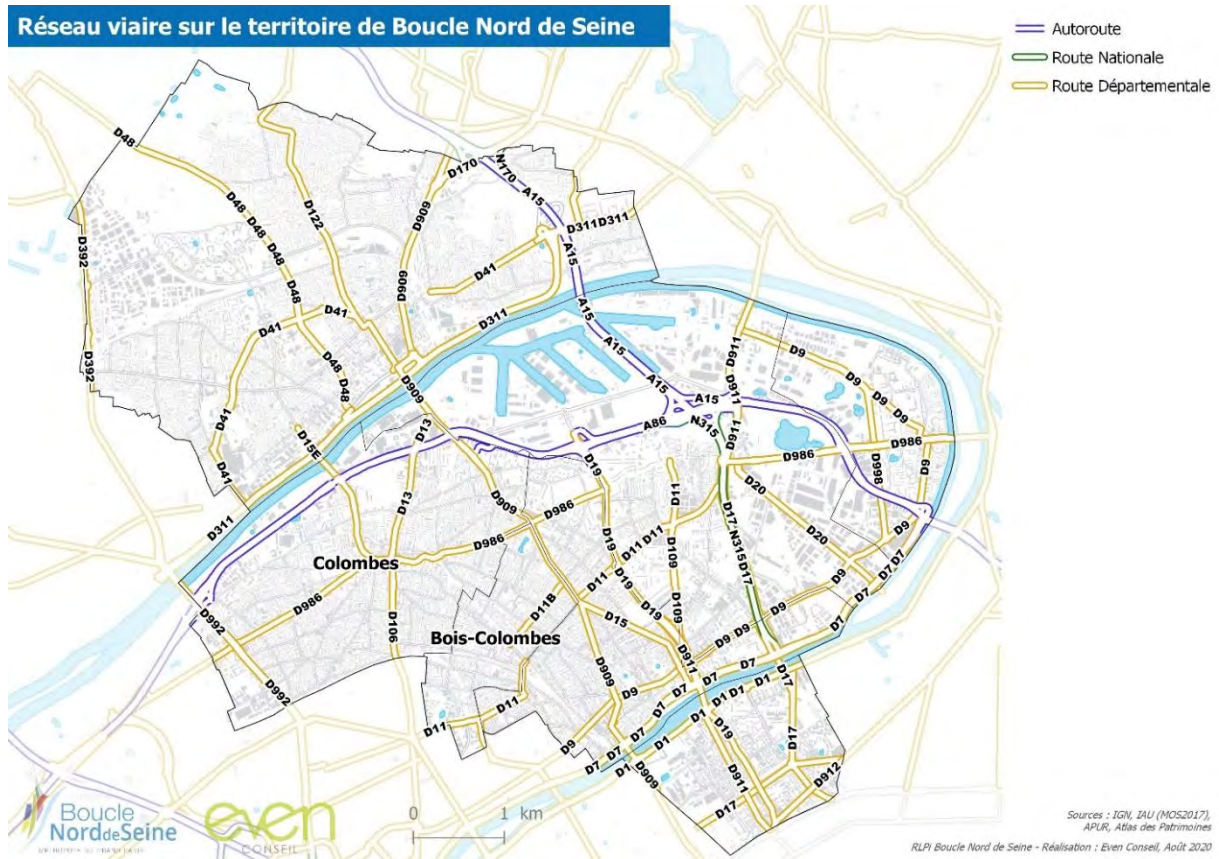 Réseau viaire sur le territoire de Boucle Nord de Seine
Autoroute
Route Nationale
Route Départementale
D48
D170
N170
A15
D48
D122
D909
D311
D311
D48
D48
D392
D41
A15
D909
D48
D41
D311
A15
D41
D48
A15
D911
D9
D392
D48
D909
A15
D9
D911
A15
D9
D41
D13
A86
N315
D911
D9
D986
D15E
D986
D41
D19
D998
D9
D13
D909
D11
D20
D986
D311
D17
D9
D19
D11
D11
D109
N315
D20
D986
Colombes
D11
D19
D17
D9
D7
D7
D986
D11B
D15
D19
D109
D9
D7
D992
D106
Bois-Colombes
D9
D9
D911
D7
D909
D9
D7
D17
D7
D1
D1
D992
D11
D7
D1
D11
D9
D7
D1
D19
D17
D7
D1
D909
D911
D912
D17
Boucle
Nord de Seine
even
CONSEIL
0 1 km
Sources : IGN, IAU (MOS2017),
APUR, Atlas des Patrimoines
RLPi Boucle Nord de Seine - Réalisation : Even Conseil, Août 2020